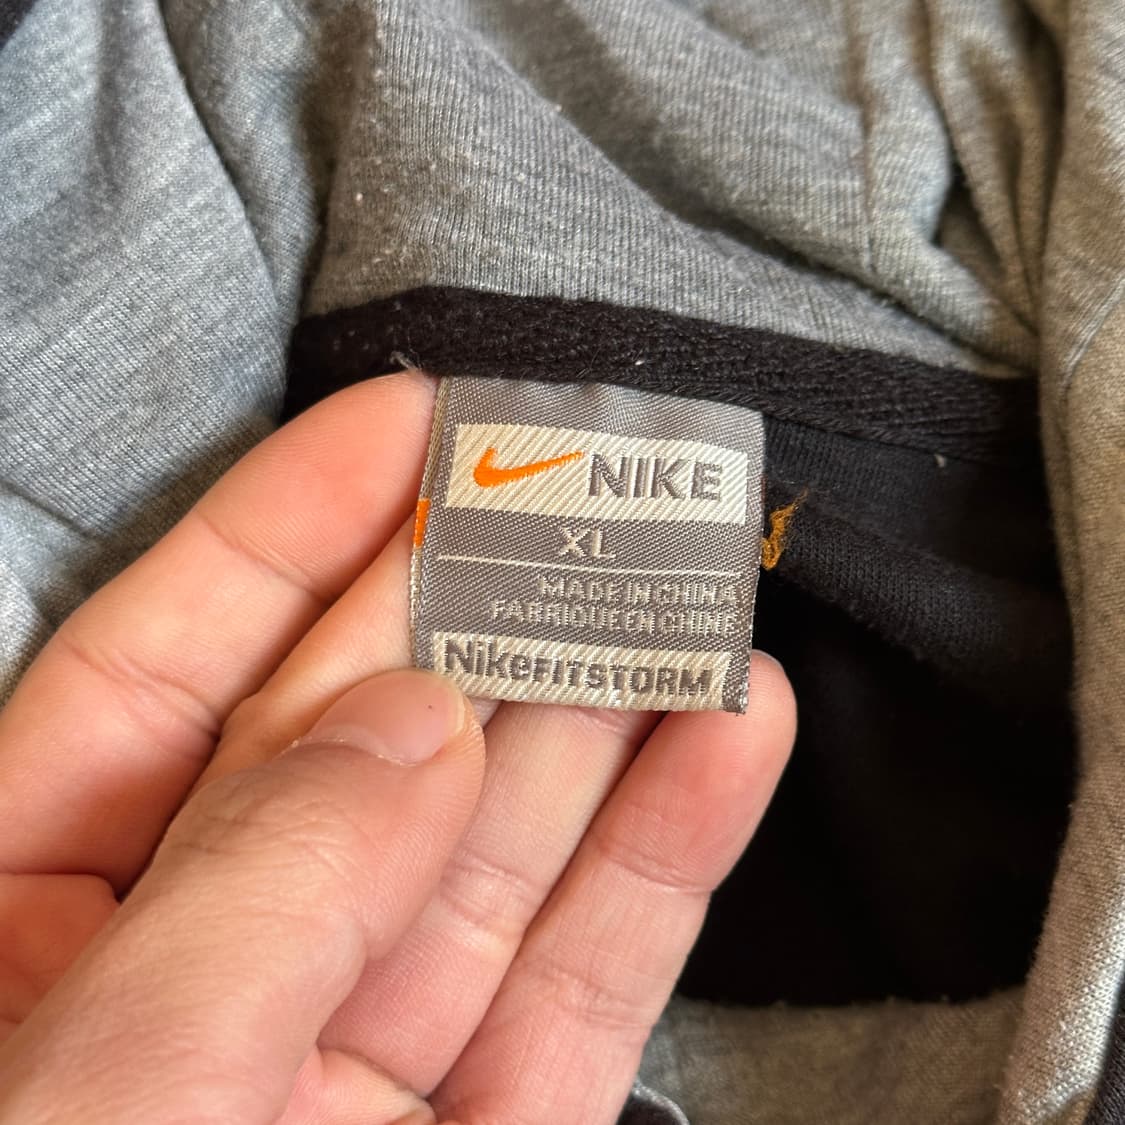 NIKE
XL
MADE IN CHINA
FABRIQUE EN CHINE
NikeFITSTORM